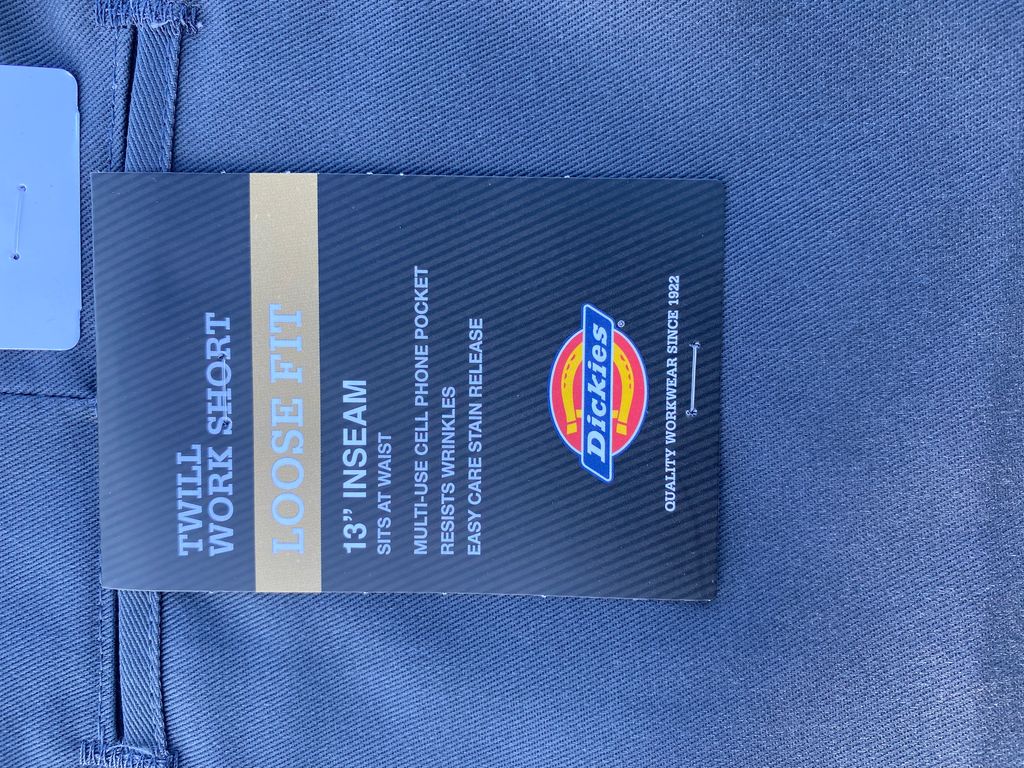 TWILL
WORK SHORT
LOOSE FIT
13” INSEAM
SITS AT WAIST
MULTI-USE CELL PHONE POCKET
RESISTS WRINKLES
EASY CARE STAIN RELEASE
Dickies®
QUALITY WORKWEAR SINCE 1922